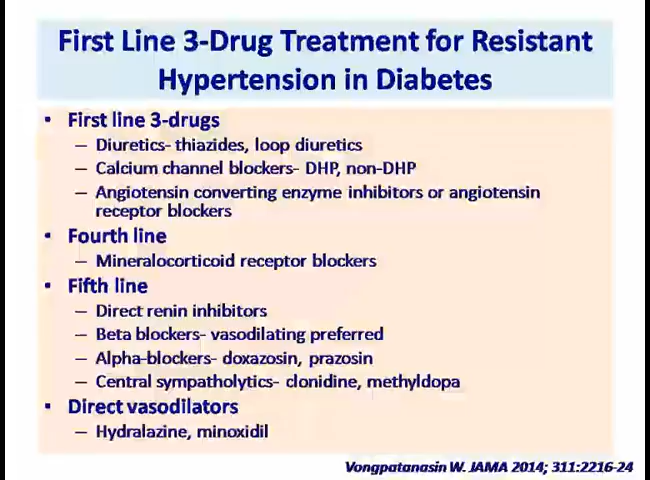 First Line 3-Drug Treatment for Resistant
Hypertension in Diabetes
• First line 3-drugs
– Diuretics- thiazides, loop diuretics
– Calcium channel blockers- DHP, non-DHP
– Angiotensin converting enzyme inhibitors or angiotensin
receptor blockers
• Fourth line
– Mineralocorticoid receptor blockers
• Fifth line
– Direct renin inhibitors
– Beta blockers- vasodilating preferred
– Alpha-blockers- doxazosin, prazosin
– Central sympatholytics- clonidine, methyldopa
• Direct vasodilators
– Hydralazine, minoxidil
Vongpatanasin W. JAMA 2014; 311:2216-24